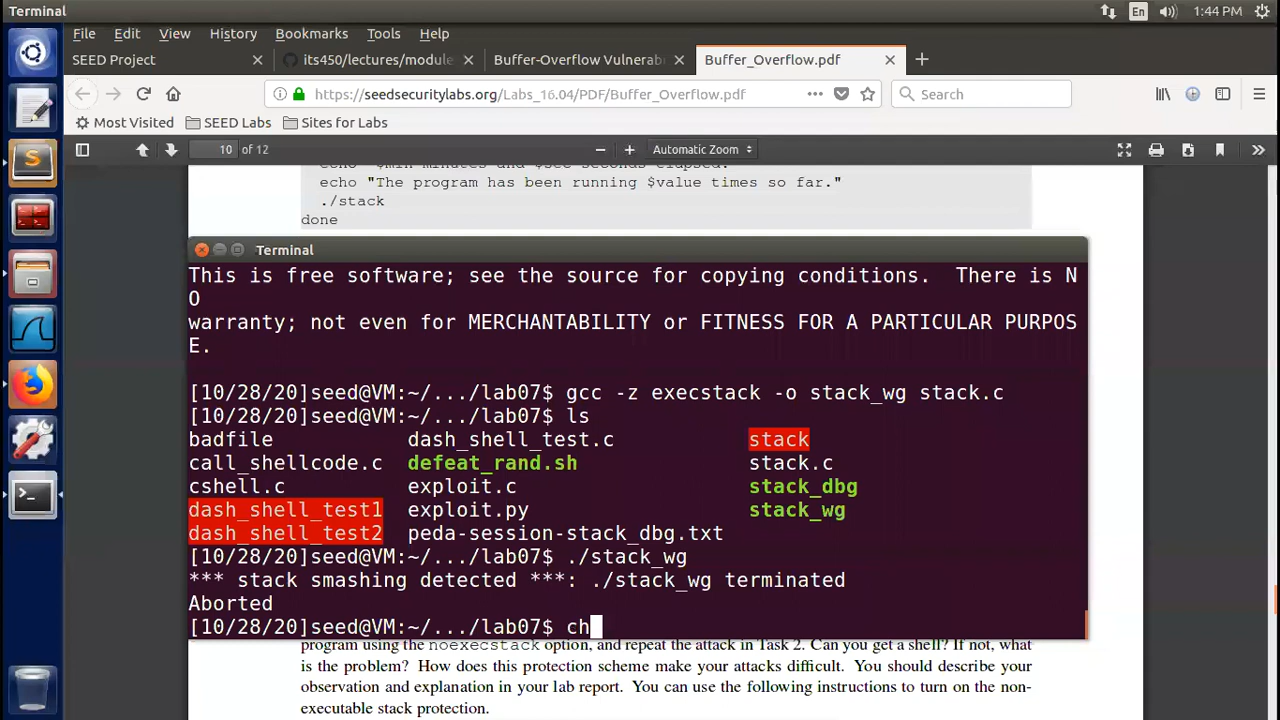 Terminal
En
1:44 PM
File Edit View History Bookmarks Tools Help
SEED Project
its450/lectures/module
Buffer-Overflow Vulnerab
Buffer_Overflow.pdf
https://seedsecuritylabs.org/Labs_16.04/PDF/Buffer_Overflow.pdf
Search
Most Visited
SEED Labs
Sites for Labs
10 of 12
Automatic Zoom
echo "$min minutes and $sec seconds elapsed."
echo "The program has been running $value times so far."
./stack
done
Terminal
This is free software; see the source for copying conditions.  There is N
O
warranty; not even for MERCHANTABILITY or FITNESS FOR A PARTICULAR PURPOS
E.
[10/28/20]seed@VM:~/.../lab07$ gcc -z execstack -o stack_wg stack.c
[10/28/20]seed@VM:~/.../lab07$ ls
badfile dash_shell_test.c stack
call_shellcode.c defeat_rand.sh stack.c
cshell.c exploit.c stack_dbg
dash_shell_test1 exploit.py stack_wg
dash_shell_test2 peda-session-stack_dbg.txt
[10/28/20]seed@VM:~/.../lab07$ ./stack_wg
*** stack smashing detected ***: ./stack_wg terminated
Aborted
[10/28/20]seed@VM:~/.../lab07$ ch
program using the noexecstack option, and repeat the attack in Task 2. Can you get a shell? If not, what
is the problem? How does this protection scheme make your attacks difficult. You should describe your
observation and explanation in your lab report. You can use the following instructions to turn on the non-
executable stack protection.